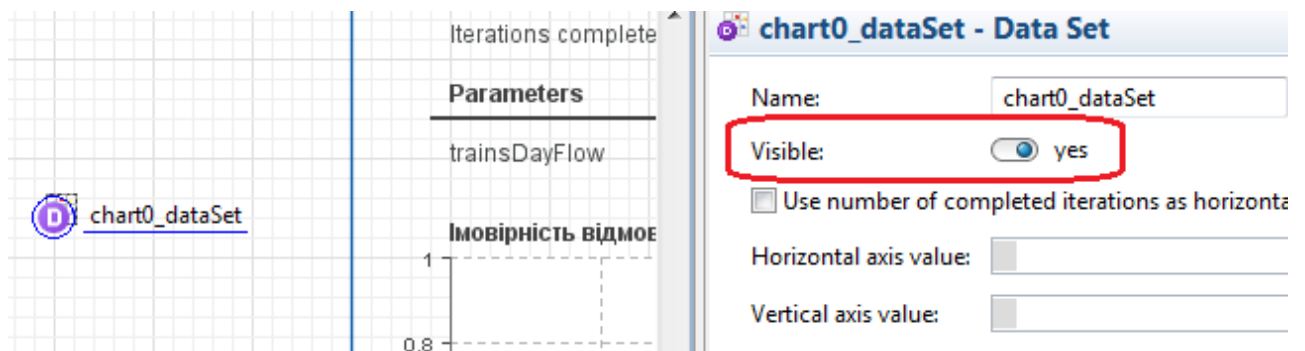 Iterations complete
Parameters
trainsDayFlow
chart0_dataSet
Імовірність відмов
1
0.8
chart0_dataSet - Data Set
Name:
chart0_dataSet
Visible:
yes
Use number of completed iterations as horizonta
Horizontal axis value:
Vertical axis value: